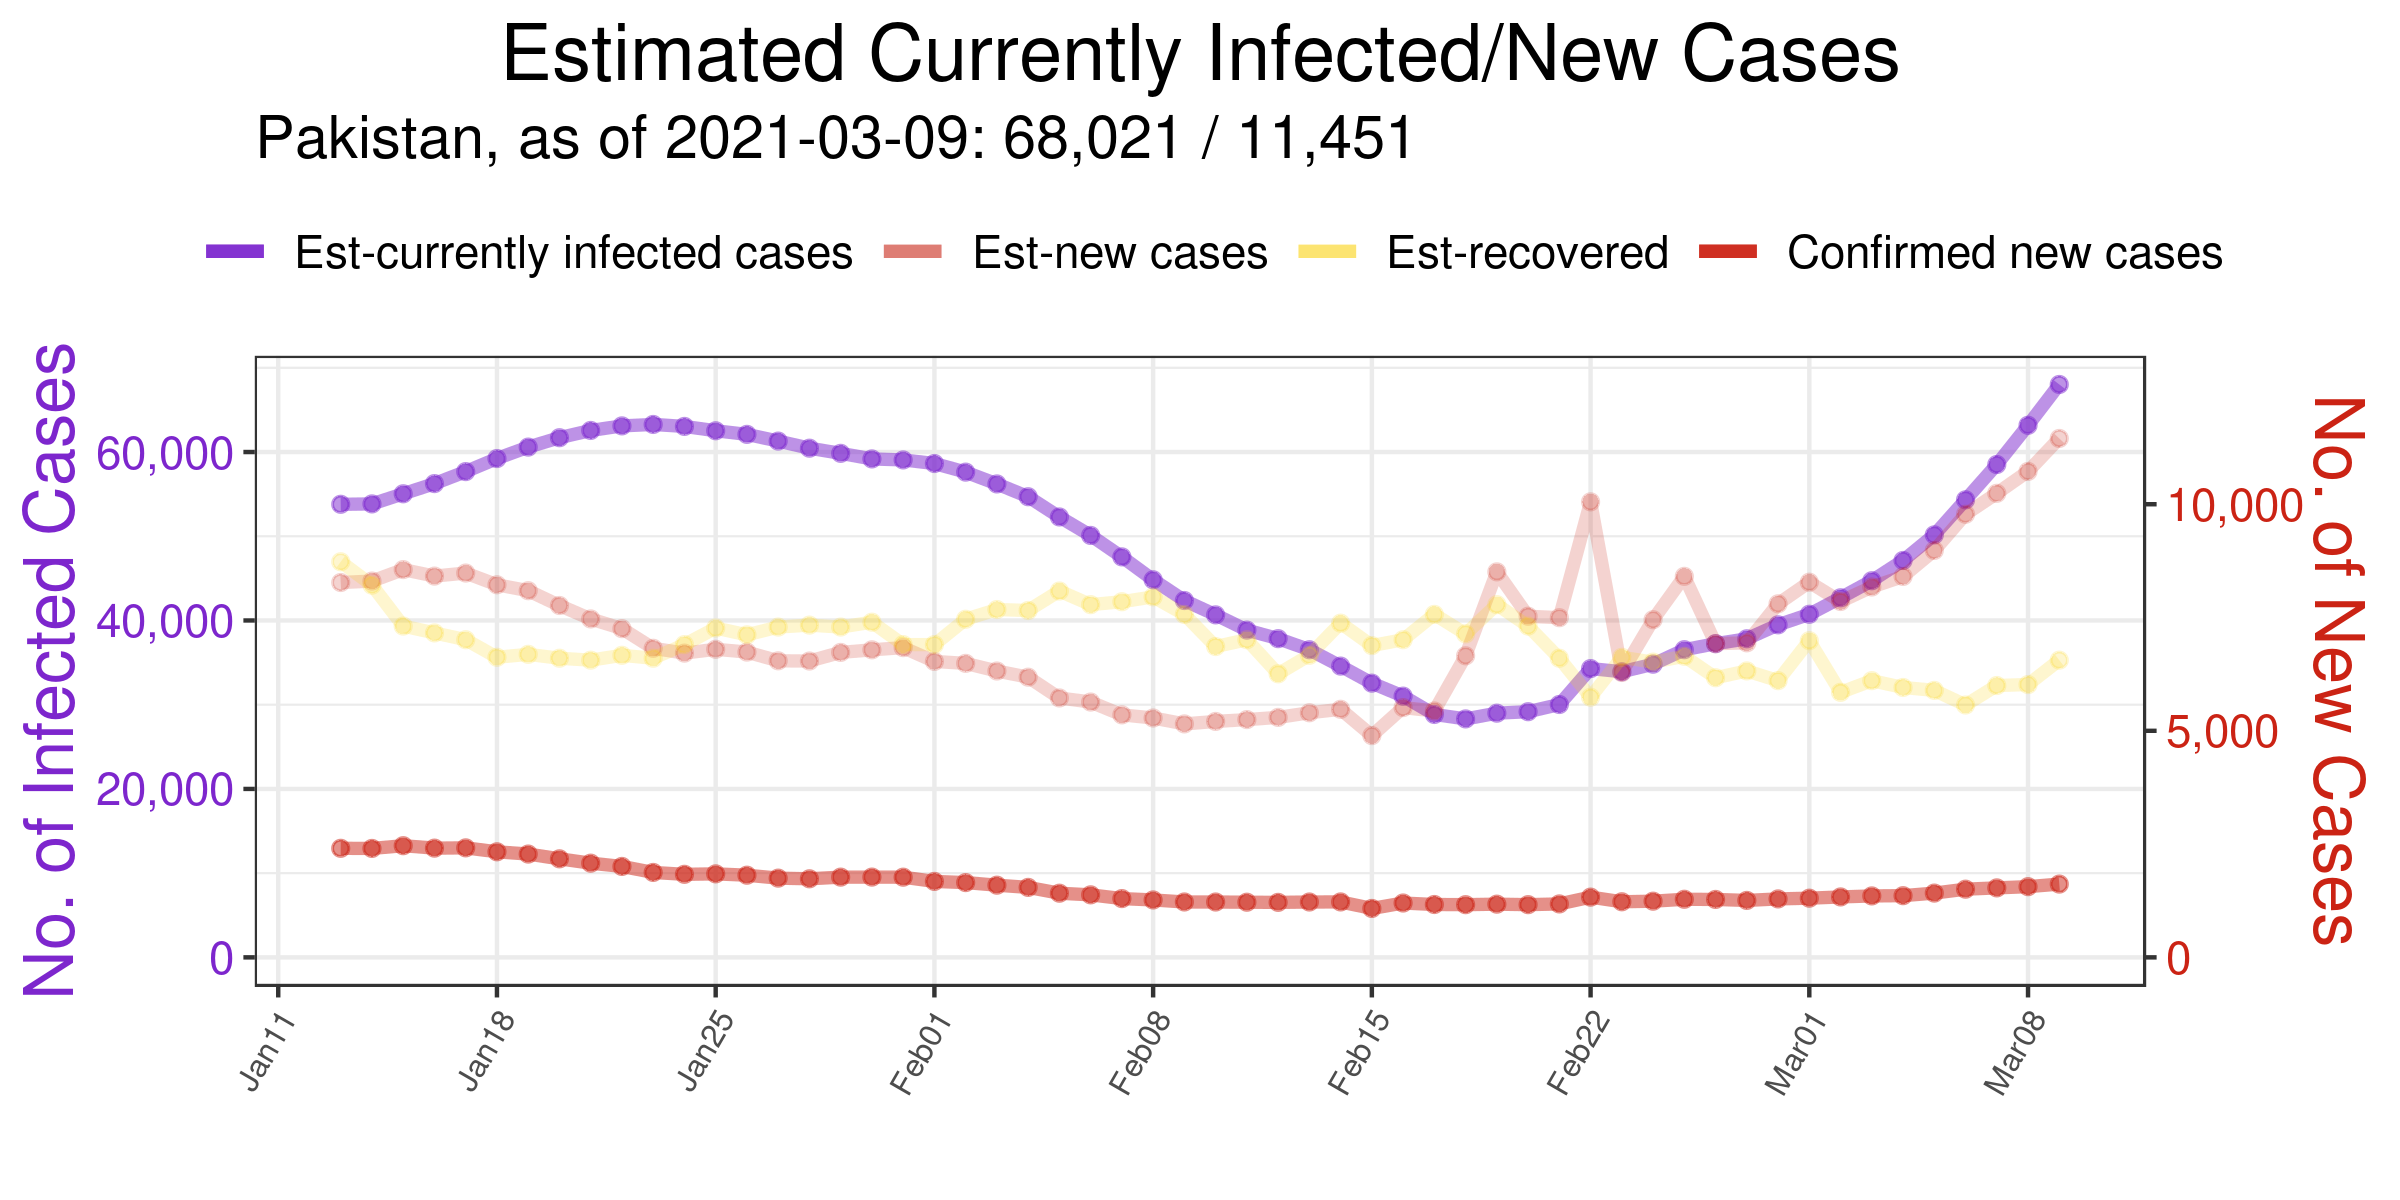 Estimated Currently Infected/New Cases
Pakistan, as of 2021-03-09: 68,021 / 11,451
Est-currently infected cases Est-new cases Est-recovered Confirmed new cases
No. of Infected Cases
60,000
40,000
20,000
0
10,000
5,000
0
No. of New Cases
Jan11 Jan18 Jan25 Feb01 Feb08 Feb15 Feb22 Mar01 Mar08